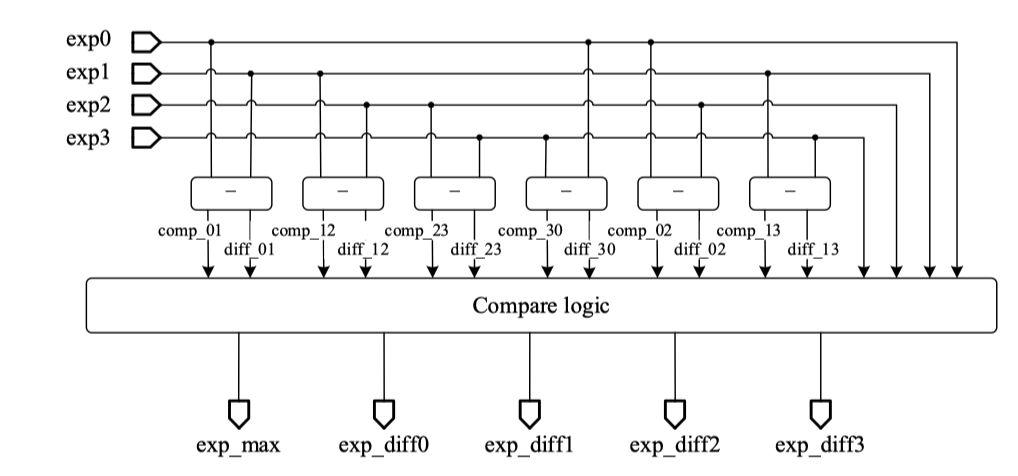 exp0
exp1
exp2
exp3
− − − − − −
comp_01 comp_12 comp_23 comp_30 comp_02 comp_13
diff_01 diff_12 diff_23 diff_30 diff_02 diff_13
Compare logic
exp_max exp_diff0 exp_diff1 exp_diff2 exp_diff3